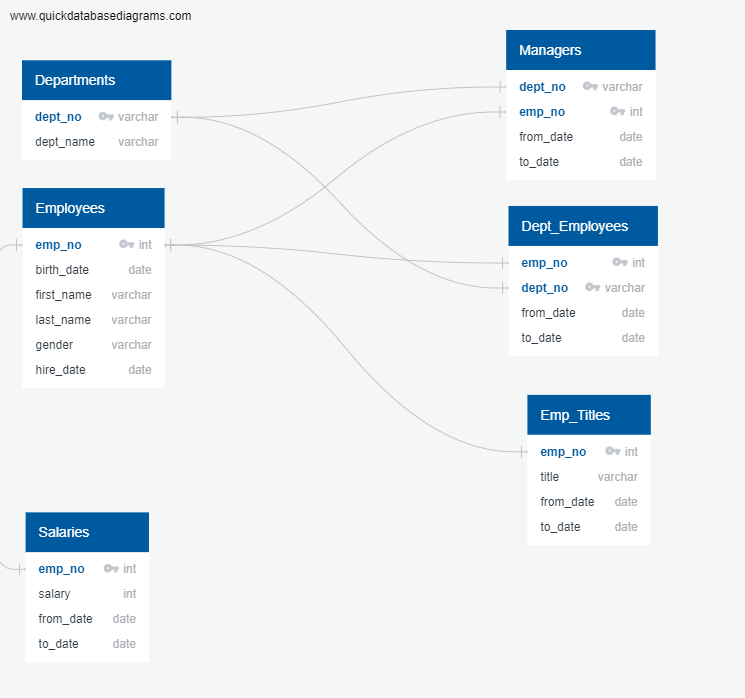 www.quickdatabasediagrams.com
Departments
dept_no varchar
dept_name varchar
Employees
emp_no int
birth_date date
first_name varchar
last_name varchar
gender varchar
hire_date date
Salaries
emp_no int
salary int
from_date date
to_date date
Managers
dept_no varchar
emp_no int
from_date date
to_date date
Dept_Employees
emp_no int
dept_no varchar
from_date date
to_date date
Emp_Titles
emp_no int
title varchar
from_date date
to_date date